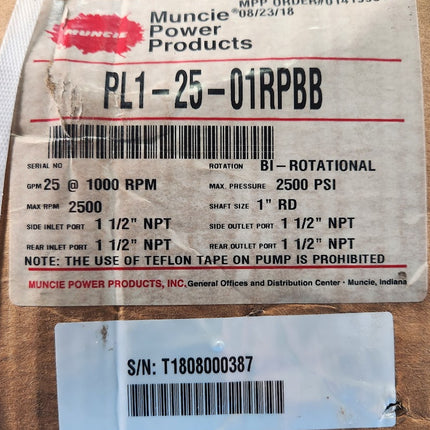 MPP ORDER#0141998
MUNCIE
Muncie® 08/23/18
Power
Products
PL1-25-01RPBB
SERIAL NO
ROTATION BI-ROTATIONAL
GPM 25 @ 1000 RPM
MAX. PRESSURE 2500 PSI
MAX RPM 2500
SHAFT SIZE 1" RD
SIDE INLET PORT 1 1/2" NPT
SIDE OUTLET PORT 1 1/2" NPT
REAR INLET PORT 1 1/2" NPT
REAR OUTLET PORT 1 1/2" NPT
NOTE: THE USE OF TEFLON TAPE ON PUMP IS PROHIBITED
MUNCIE POWER PRODUCTS, INC. General Offices and Distribution Center · Muncie, Indiana
S/N: T1808000387